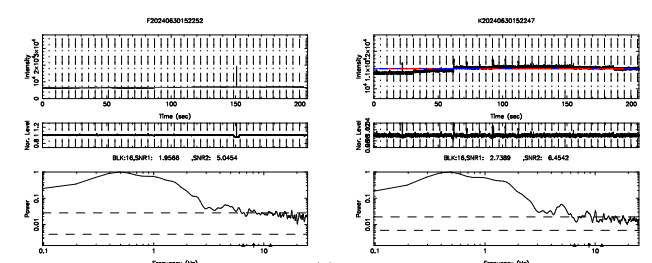 F20240630152252
K20240630152247
Intensity
0 10⁴ 2×10⁴ 3×10⁴
0 50 100 150 200
Time (sec)
Intensity
10⁴ 1.1×10⁴ 1.2×10⁴
0 50 100 150 200
Time (sec)
Nor. Level
0.8 1 1.2
Nor. Level
BLK:16,SNR1: 1.9566 ,SNR2: 5.0454
BLK:16,SNR1: 2.7389 ,SNR2: 6.4542
Power
1
0.1
0.01
0.1 1 10
Power
1
0.1
0.01
0.1 1 10